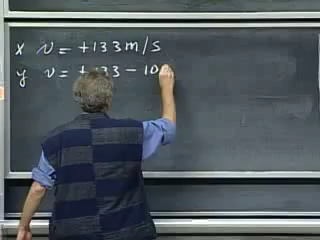 x v = +133 m/s
y v = +133 - 10